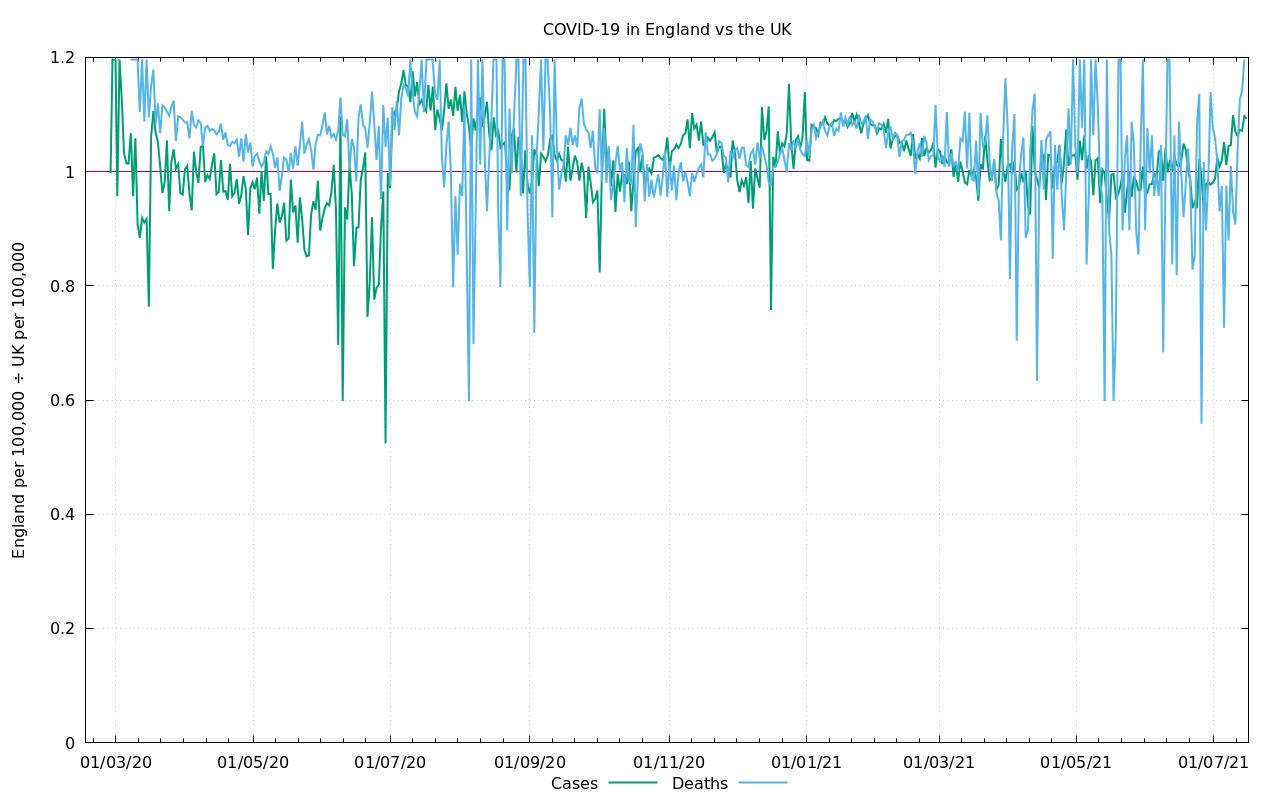 COVID-19 in England vs the UK
England per 100,000 ÷ UK per 100,000
1.2
1
0.8
0.6
0.4
0.2
0
01/03/20 01/05/20 01/07/20 01/09/20 01/11/20 01/01/21 01/03/21 01/05/21 01/07/21
Cases Deaths